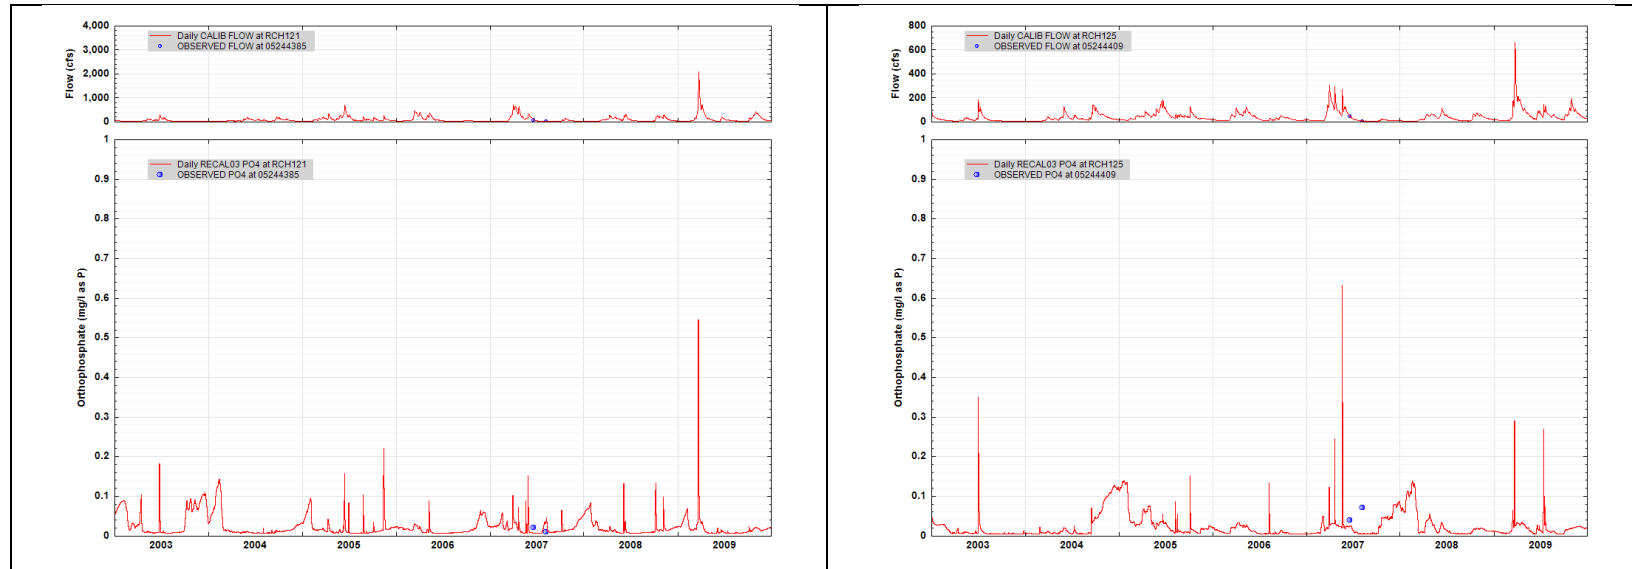 4,000
3,000
2,000
1,000
0
Flow (cfs)
Daily CALIB FLOW at RCH121
OBSERVED FLOW at 05244385
1
0.9
0.8
0.7
0.6
0.5
0.4
0.3
0.2
0.1
0
Orthophosphate (mg/l as P)
Daily RECAL03 PO4 at RCH121
OBSERVED PO4 at 05244385
2003 2004 2005 2006 2007 2008 2009
800
600
400
200
0
Flow (cfs)
Daily CALIB FLOW at RCH125
OBSERVED FLOW at 05244409
1
0.9
0.8
0.7
0.6
0.5
0.4
0.3
0.2
0.1
0
Orthophosphate (mg/l as P)
Daily RECAL03 PO4 at RCH125
OBSERVED PO4 at 05244409
2003 2004 2005 2006 2007 2008 2009